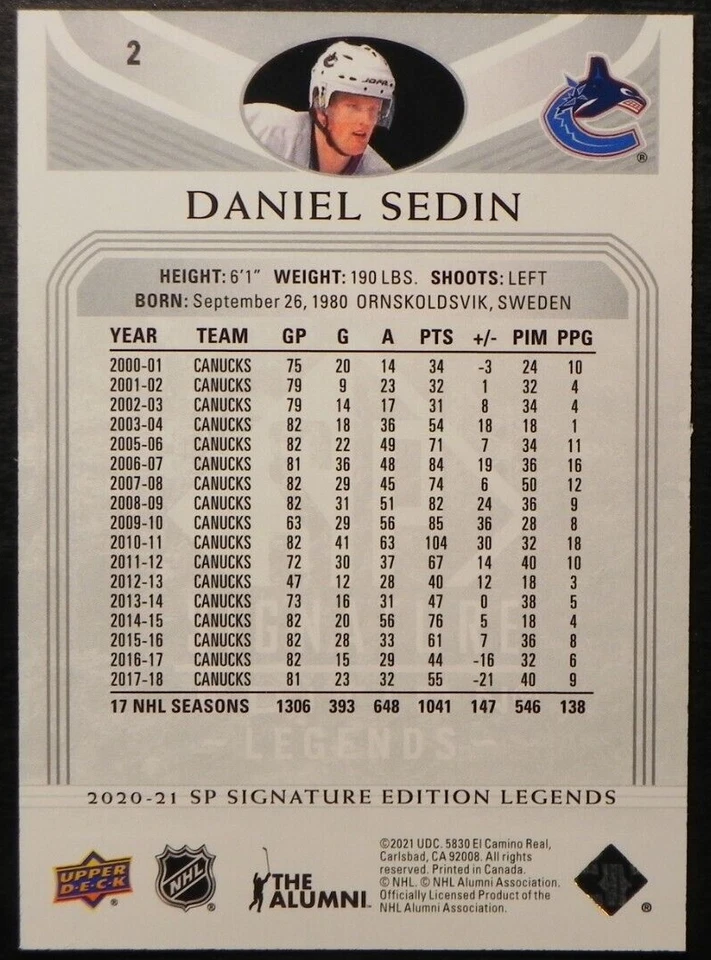 2
JOFA
®
DANIEL SEDIN
HEIGHT: 6'1" WEIGHT: 190 LBS. SHOOTS: LEFT
BORN: September 26, 1980 ORNSKOLDSVIK, SWEDEN
YEAR TEAM GP G A PTS +/- PIM PPG
2000-01 CANUCKS 75 20 14 34 -3 24 10
2001-02 CANUCKS 79 9 23 32 1 32 4
2002-03 CANUCKS 79 14 17 31 8 34 4
2003-04 CANUCKS 82 18 36 54 18 18 1
2005-06 CANUCKS 82 22 49 71 7 34 11
2006-07 CANUCKS 81 36 48 84 19 36 16
2007-08 CANUCKS 82 29 45 74 6 50 12
2008-09 CANUCKS 82 31 51 82 24 36 9
2009-10 CANUCKS 63 29 56 85 36 28 8
2010-11 CANUCKS 82 41 63 104 30 32 18
2011-12 CANUCKS 72 30 37 67 14 40 10
2012-13 CANUCKS 47 12 28 40 12 18 3
2013-14 CANUCKS 73 16 31 47 0 38 5
2014-15 CANUCKS 82 20 56 76 5 18 4
2015-16 CANUCKS 82 28 33 61 7 36 8
2016-17 CANUCKS 82 15 29 44 -16 32 6
2017-18 CANUCKS 81 23 32 55 -21 40 9
17 NHL SEASONS 1306 393 648 1041 147 546 138
SIGNATURE
LEGENDS
2020-21 SP SIGNATURE EDITION LEGENDS
UPPER DECK ®
NHL ®
THE ALUMNI™
©2021 UDC. 5830 El Camino Real,
Carlsbad, CA 92008. All rights
reserved. Printed in Canada.
© NHL. © NHL Alumni Association.
Officially Licensed Product of the
NHL Alumni Association.
®